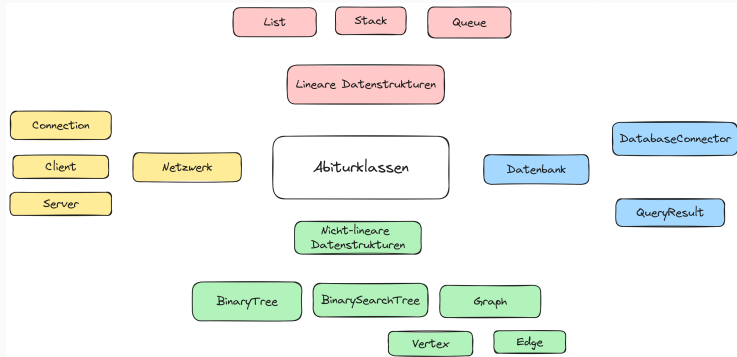 List
Stack
Queue
Lineare Datenstrukturen
Connection
Client
Server
Netzwerk
Abiturklassen
Datenbank
DatabaseConnector
QueryResult
Nicht-lineare
Datenstrukturen
BinaryTree
BinarySearchTree
Graph
Vertex
Edge